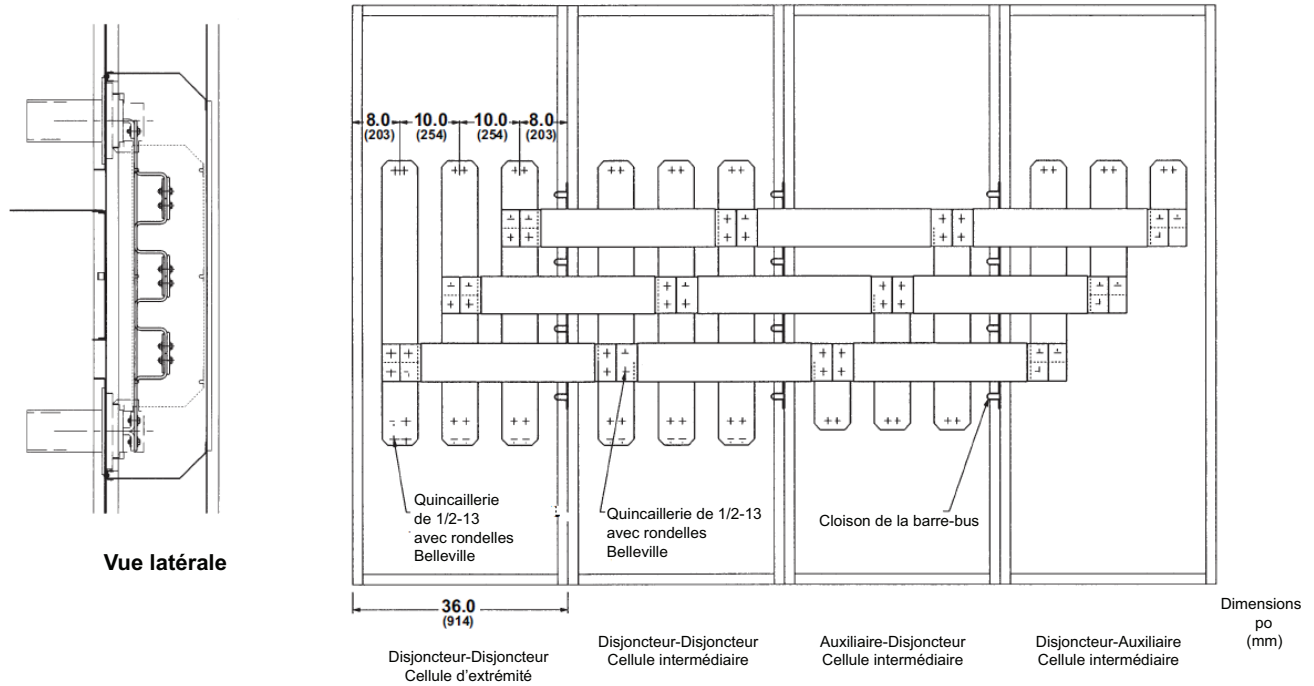 8.0 10.0 10.0 8.0
(203) (254) (254) (203)
Quincaillerie
de 1/2-13
avec rondelles
Belleville
Quincaillerie de 1/2-13
avec rondelles
Belleville
Cloison de la barre-bus
Vue latérale
36.0
(914)
Dimensions
po
(mm)
Disjoncteur-Disjoncteur
Cellule d'extrémité
Disjoncteur-Disjoncteur
Cellule intermédiaire
Auxiliaire-Disjoncteur
Cellule intermédiaire
Disjoncteur-Auxiliaire
Cellule intermédiaire